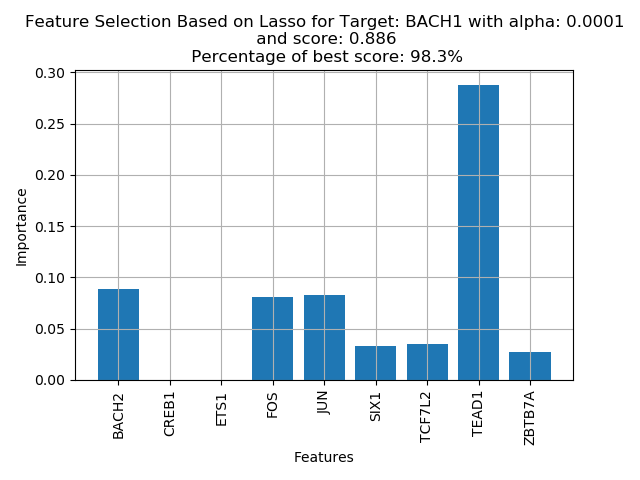 Feature Selection Based on Lasso for Target: BACH1 with alpha: 0.0001
and score: 0.886
Percentage of best score: 98.3%
0.30
0.25
0.20
0.15
0.10
0.05
0.00
Importance
BACH2
CREB1
ETS1
FOS
JUN
SIX1
TCF7L2
TEAD1
ZBTB7A
Features